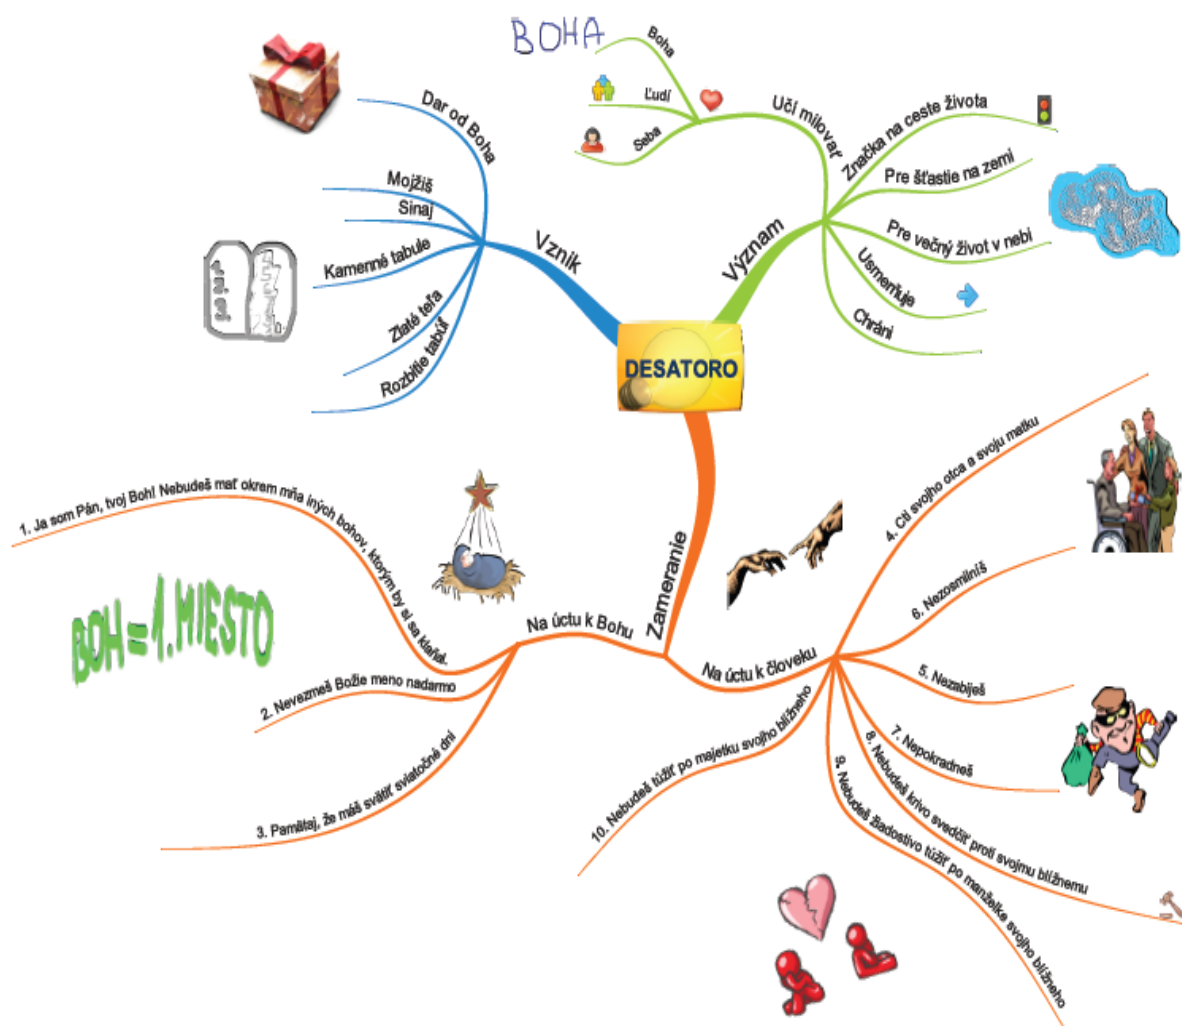 DESATORO
Vznik
Dar od Boha
Mojžiš
Sinaj
Kamenné tabule
Zlaté teľa
Rozbitie tabúľ
Význam
Učí milovať
BOHA
Boha
Ľudí
Seba
Značka na ceste života
Pre šťastie na zemi
Pre večný život v nebi
Usmerňuje
Chráni
Zameranie
Na úctu k Bohu
1. Ja som Pán, tvoj Boh! Nebudeš mať okrem mňa iných bohov, ktorým by si sa klaňal.
BOH=1.MIESTO
2. Nevezmeš Božie meno nadarmo
3. Pamätaj, že máš svätiť sviatočné dni
Na úctu k človeku
4. Cti svojho otca a svoju matku
6. Nezosmilníš
5. Nezabiješ
7. Nepokradneš
8. Nebudeš krivo svedčiť proti svojmu blížnemu
9. Nebudeš žiadostivo túžiť po manželke svojho blížneho
10. Nebudeš túžiť po majetku svojho blížneho